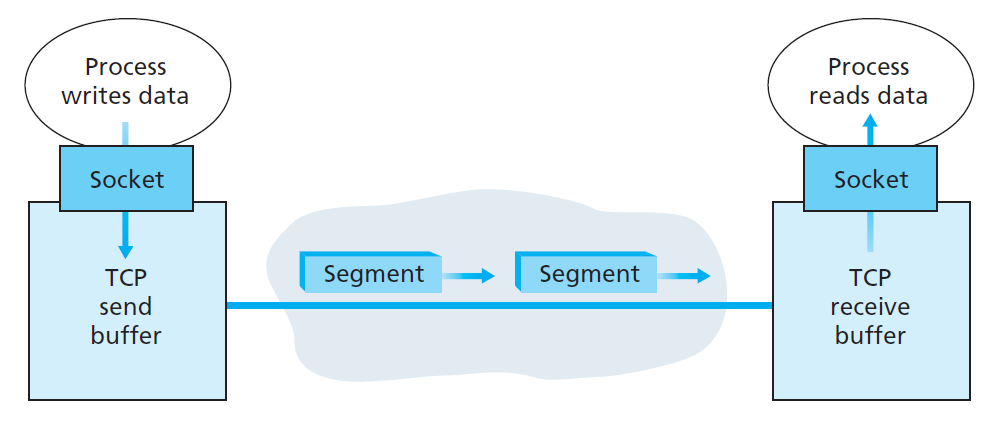 Process
writes data
Socket
TCP
send
buffer
Segment
Segment
Process
reads data
Socket
TCP
receive
buffer